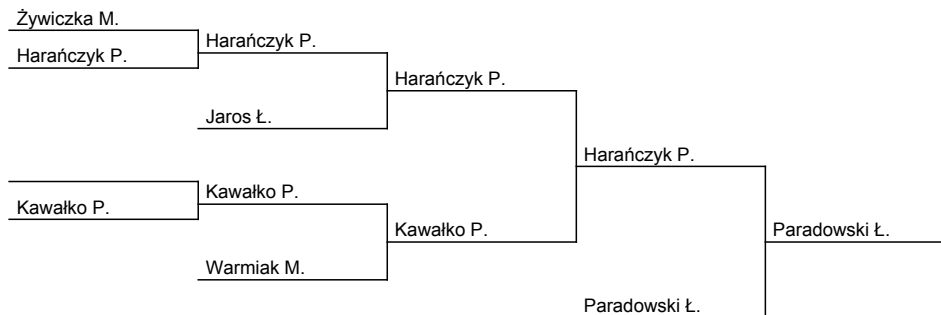 Żywiczka M.
Harańczyk P.
Harańczyk P.
Harańczyk P.
Jaros Ł.
Harańczyk P.
Kawałko P.
Kawałko P.
Kawałko P.
Paradowski Ł.
Warmiak M.
Paradowski Ł.